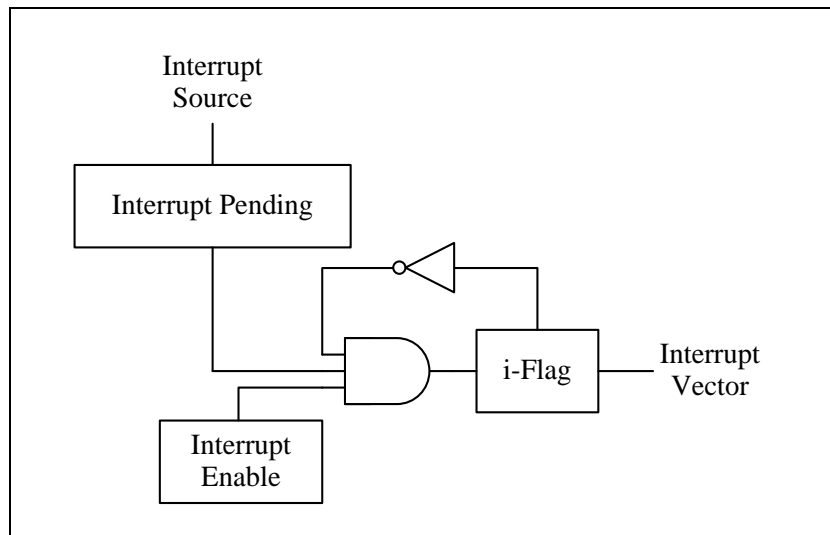 Interrupt
Source
Interrupt Pending
i-Flag
Interrupt
Vector
Interrupt
Enable